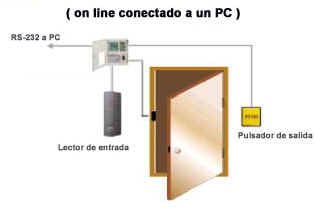 ( on line conectado a un PC )
RS-232 a PC
Pulsador de salida
Lector de entrada